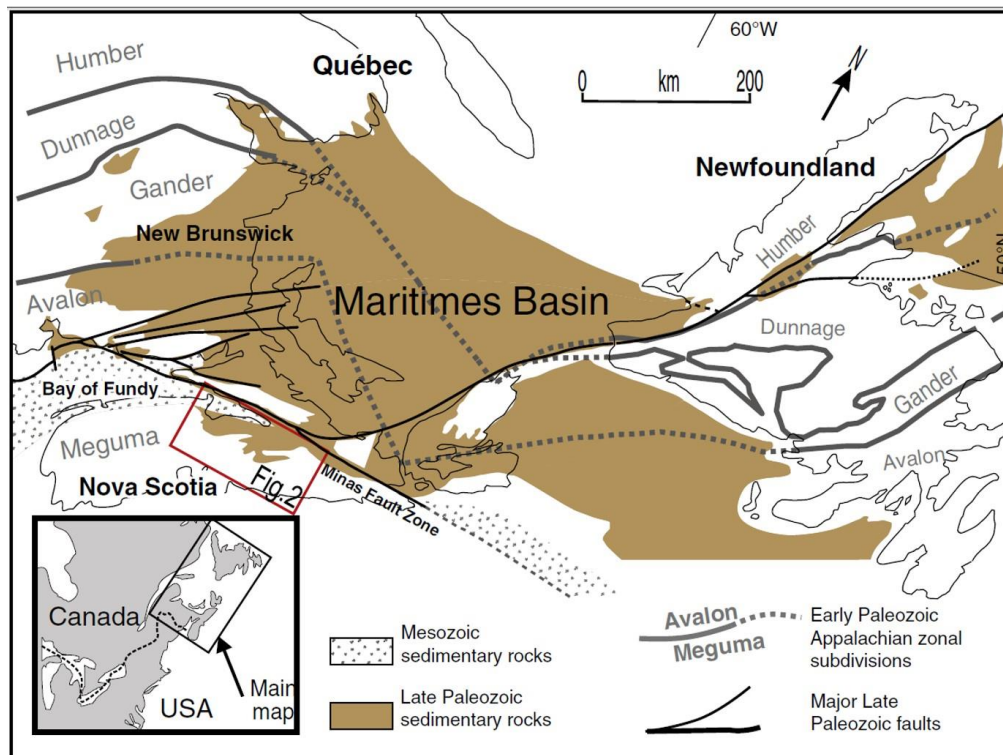 60°W
Humber
Québec
0 km 200
N
Dunnage
Newfoundland
Gander
New Brunswick
Humber
50°N
Avalon
Maritimes Basin
Dunnage
Bay of Fundy
Gander
Meguma
Fig.2
Minas Fault Zone
Avalon
Nova Scotia
Canada
USA
Main
map
Mesozoic
sedimentary rocks
Late Paleozoic
sedimentary rocks
Avalon
Meguma
Early Paleozoic
Appalachian zonal
subdivisions
Major Late
Paleozoic faults